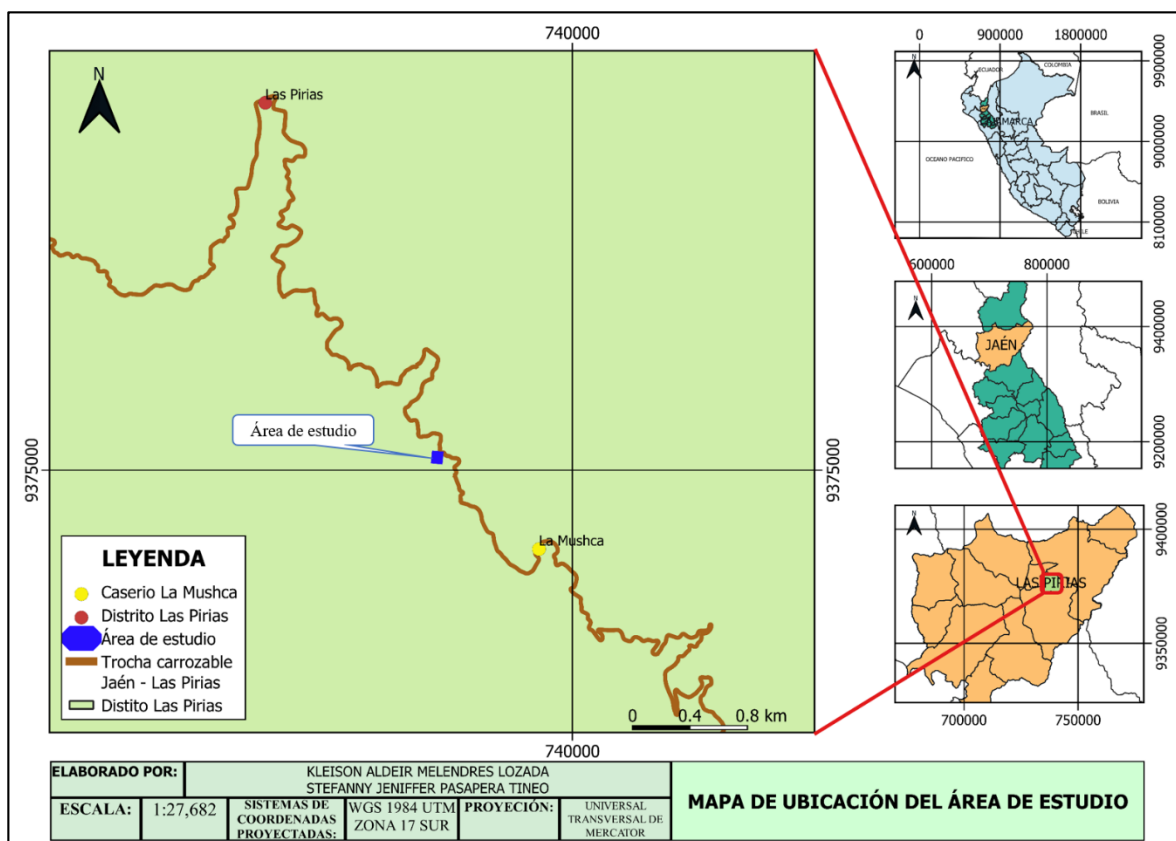 740000
N
Las Pirias
Área de estudio
9375000
9375000
La Mushca
LEYENDA
Caserio La Mushca
Distrito Las Pirias
Área de estudio
Trocha carrozable
Jaén - Las Pirias
Distito Las Pirias
0 0.4 0.8 km
740000
0 900000 1800000
N
ECUADOR
COLOMBIA
CAJAMARCA
BRASIL
OCEANO PACIFICO
BOLIVIA
CHILE
9900000
9000000
8100000
600000 800000
N
JAÉN
9400000
9200000
N
LAS PIRIAS
9400000
9350000
700000 750000
ELABORADO POR:
KLEISON ALDEIR MELENDRES LOZADA
STEFANNY JENIFFER PASAPERA TINEO
ESCALA:
1:27,682
SISTEMAS DE
COORDENADAS
PROYECTADAS:
WGS 1984 UTM
ZONA 17 SUR
PROYECIÓN:
UNIVERSAL
TRANSVERSAL DE
MERCATOR
MAPA DE UBICACIÓN DEL ÁREA DE ESTUDIO